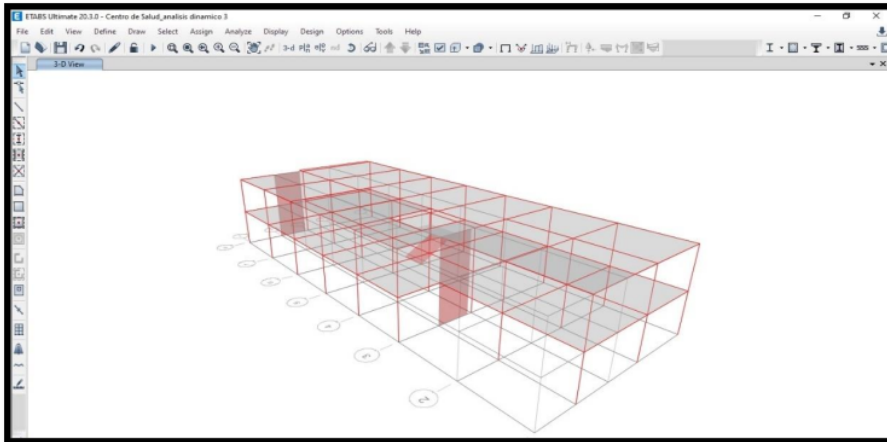 ETABS Ultimate 20.3.0 - Centro de Salud_analisis dinamico 3
File Edit View Define Draw Select Assign Analyze Display Design Options Tools Help
3-d
3-D View